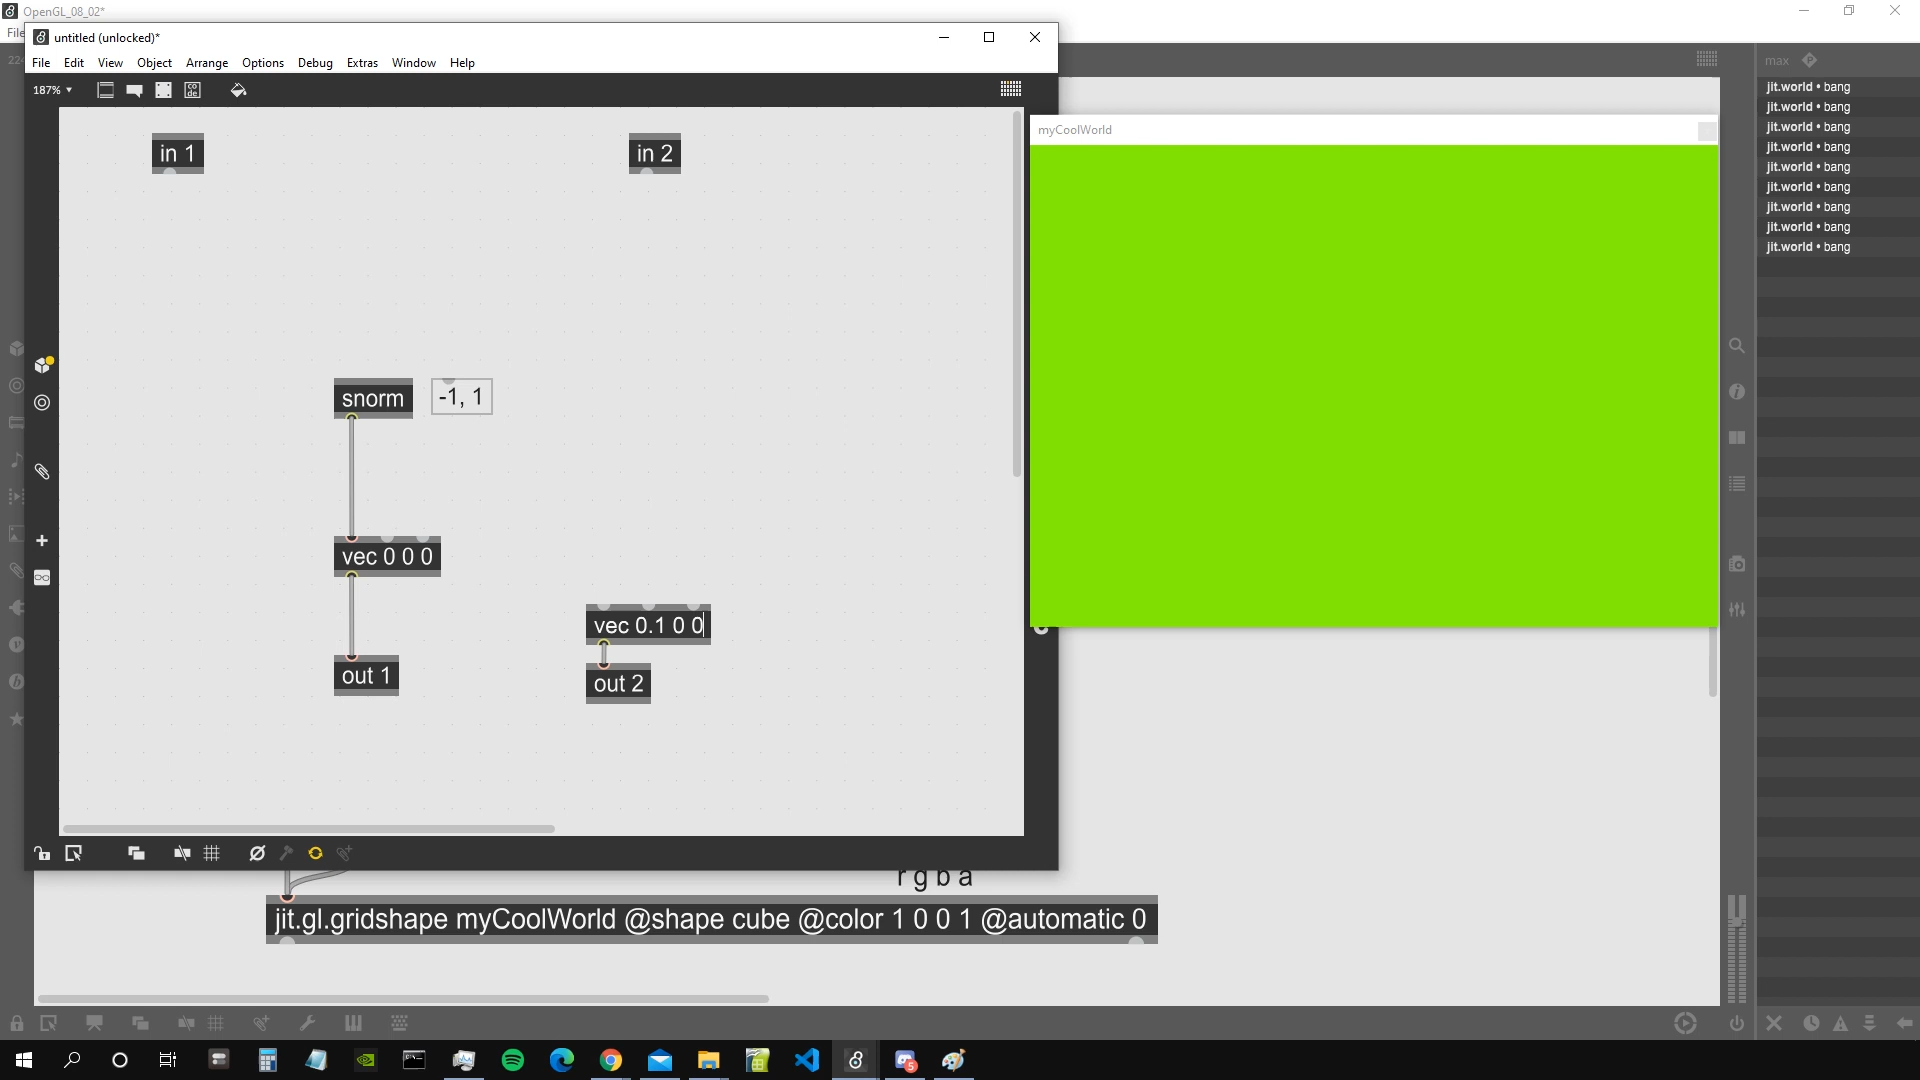 OpenGL_08_02*
File
untitled (unlocked)*
File Edit View Object Arrange Options Debug Extras Window Help
187%
code
max
jit.world • bang
jit.world • bang
jit.world • bang
jit.world • bang
jit.world • bang
jit.world • bang
jit.world • bang
jit.world • bang
jit.world • bang
myCoolWorld
in 1
in 2
snorm
-1, 1
vec 0 0 0
vec 0.1 0 0
out 1
out 2
r g b a
jit.gl.gridshape myCoolWorld @shape cube @color 1 0 0 1 @automatic 0
5